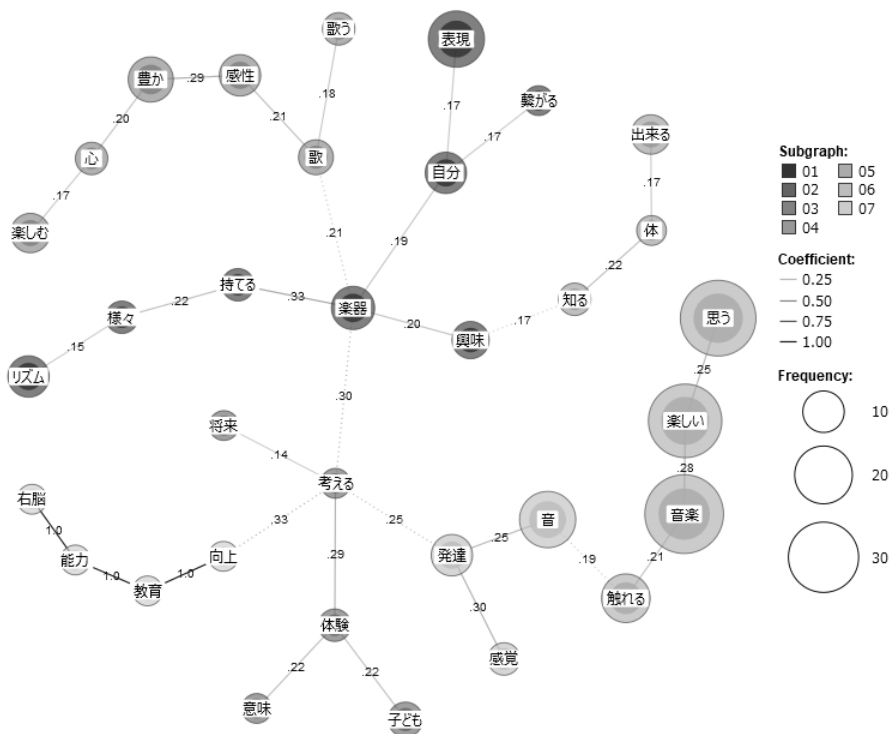 歌う
表現
豊か
.29
感性
.18
.17
繋がる
.20
.21
.17
出来る
心
歌
自分
.17
.17
楽しむ
.21
.19
体
.22
持てる
.33
楽器
知る
.22
様々
.20
興味
.17
思う
.15
リズム
.25
.30
将来
楽しい
.14
考える
.28
右脳
.33
.25
音
音楽
1.0
能力
1.0
教育
1.0
向上
.29
発達
.25
.19
.21
触れる
体験
.30
感覚
.22
.22
意味
子ども
Subgraph:
01 05
02 06
03 07
04
Coefficient:
0.25
0.50
0.75
1.00
Frequency:
10
20
30